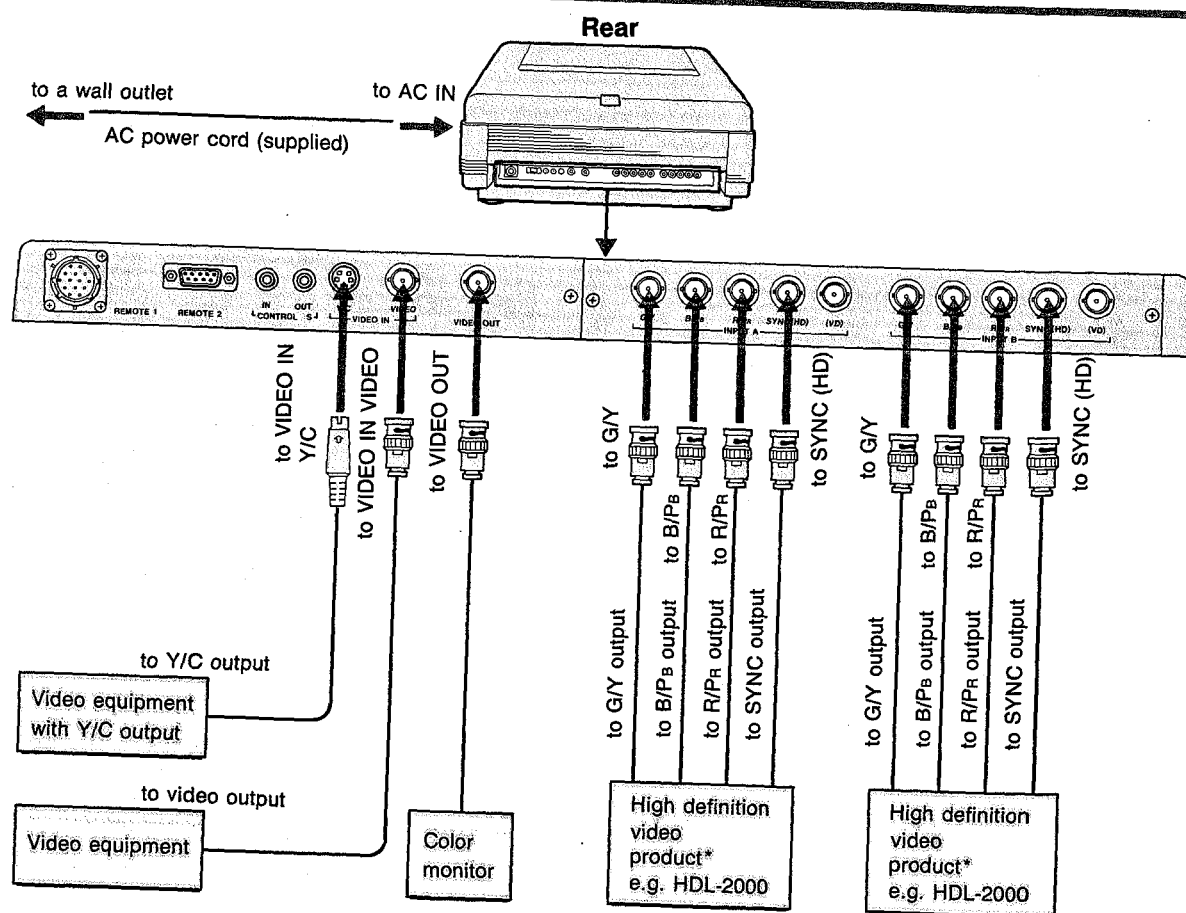 Rear
to a wall outlet
to AC IN
AC power cord (supplied)
REMOTE 1
REMOTE 2
IN
OUT
CONTROL S
VIDEO IN
VIDEO
VIDEO OUT
INPUT A
SYNC (HD)
(VD)
INPUT B
SYNC (HD)
(VD)
to VIDEO IN
Y/C
to VIDEO IN VIDEO
to VIDEO OUT
to G/Y
to B/PB
to R/PR
to SYNC (HD)
to G/Y
to B/PB
to R/PR
to SYNC (HD)
to G/Y output
to B/PB output
to R/PR output
to SYNC output
to G/Y output
to B/PB output
to R/PR output
to SYNC output
to Y/C output
Video equipment
with Y/C output
to video output
Video equipment
Color
monitor
High definition
video
product*
e.g. HDL-2000
High definition
video
product*
e.g. HDL-2000